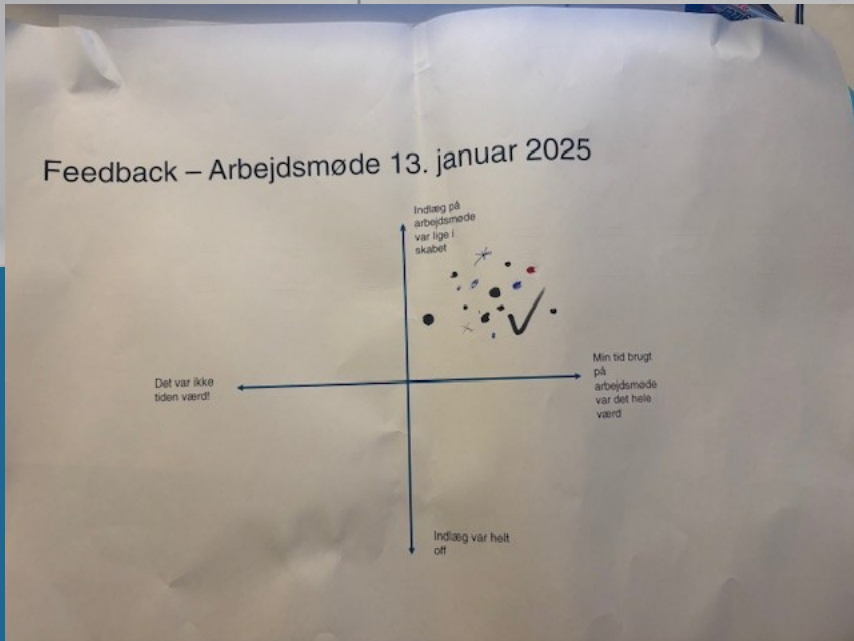 Feedback – Arbejdsmøde 13. januar 2025
Indlæg på
arbejdsmøde
var lige i
skabet
Det var ikke
tiden værd!
Min tid brugt
på
arbejdsmøde
var det hele
værd
Indlæg var helt
off